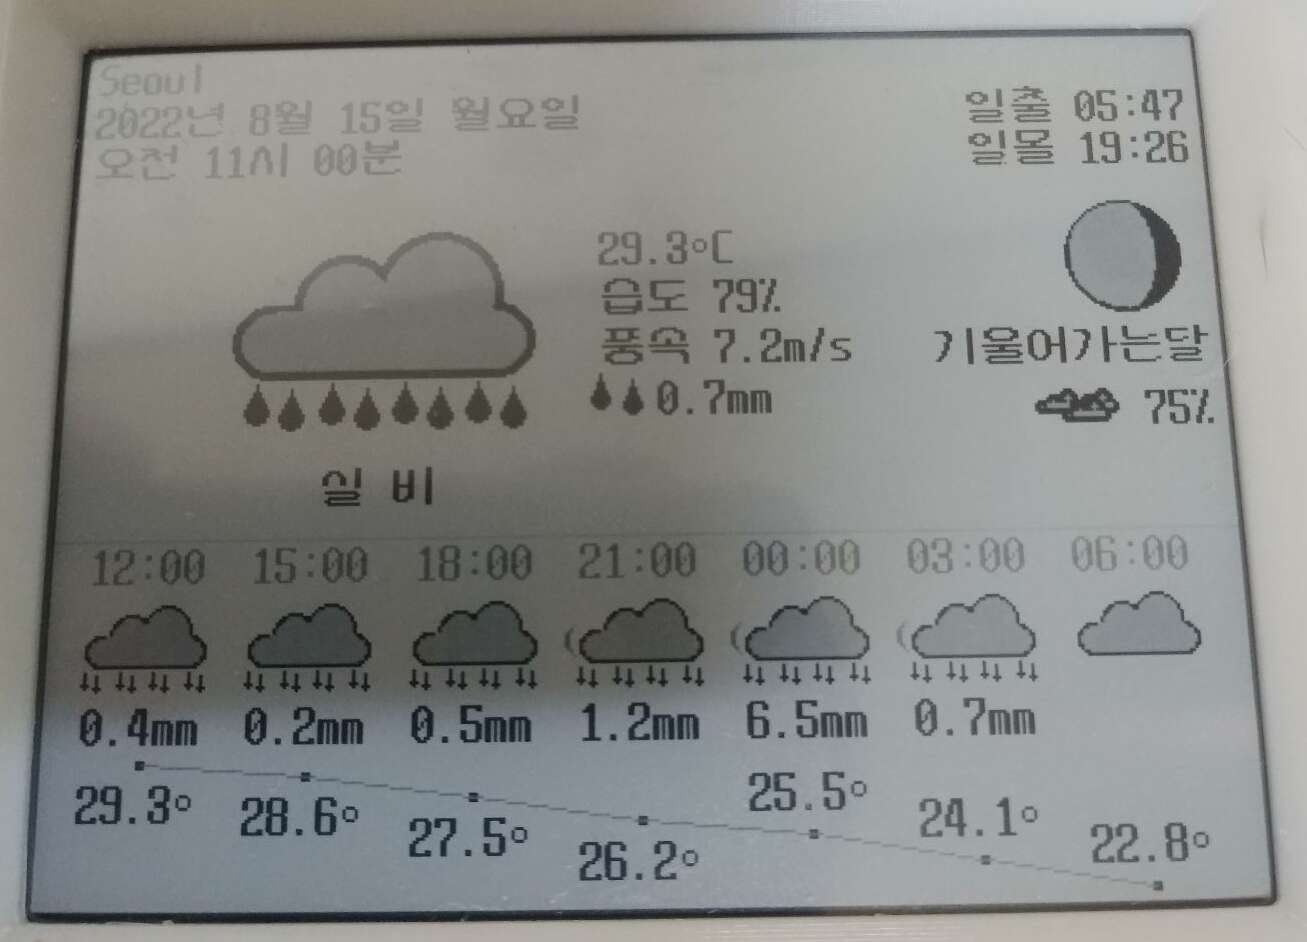 Seoul
2022년 8월 15일 월요일
오전 11시 00분
일출 05:47
일몰 19:26
29.3°C
습도 79%
풍속 7.2m/s
0.7mm
기울어가는달
75%
실 비
12:00 15:00 18:00 21:00 00:00 03:00 06:00
0.4mm 0.2mm 0.5mm 1.2mm 6.5mm 0.7mm
29.3° 28.6° 27.5° 26.2° 25.5° 24.1° 22.8°